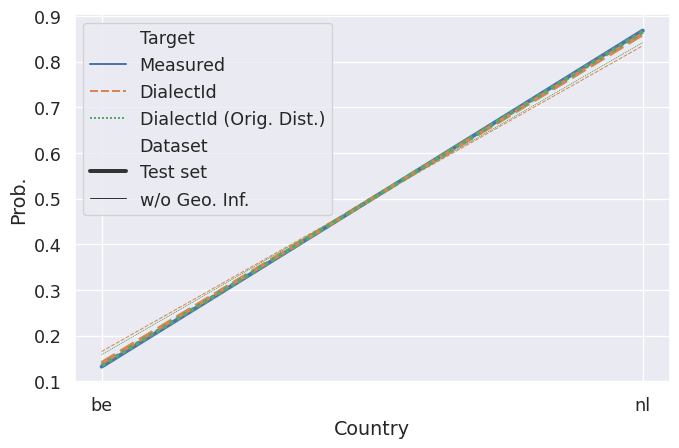 0.9
0.8
0.7
0.6
0.5
0.4
0.3
0.2
0.1
Prob.
Target
Measured
DialectId
DialectId (Orig. Dist.)
Dataset
Test set
w/o Geo. Inf.
be
nl
Country